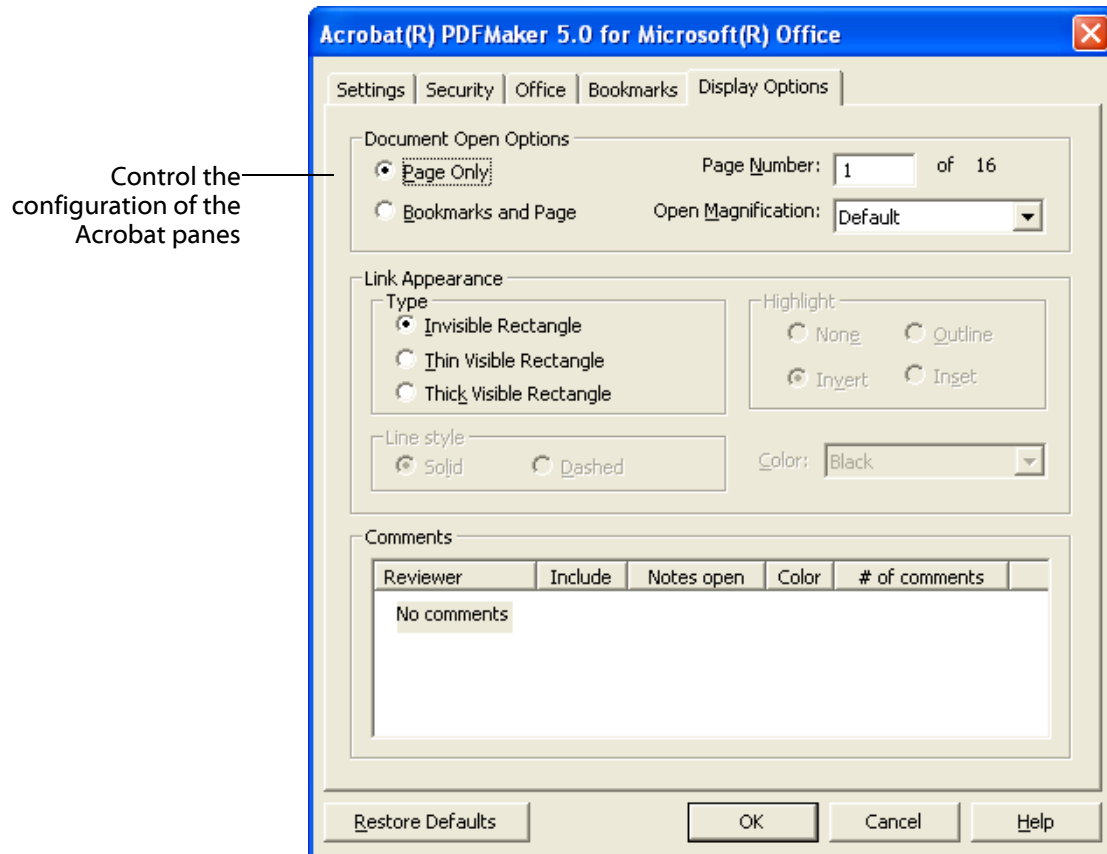 Acrobat(R) PDFMaker 5.0 for Microsoft(R) Office
Settings Security Office Bookmarks Display Options
Document Open Options
Page Only Page Number: 1 of 16
Bookmarks and Page Open Magnification: Default
Control the
configuration of the
Acrobat panes
Link Appearance
Type
Invisible Rectangle
Thin Visible Rectangle
Thick Visible Rectangle
Highlight
None Outline
Invert Inset
Line style
Solid Dashed
Color: Black
Comments
Reviewer Include Notes open Color # of comments
No comments
Restore Defaults OK Cancel Help